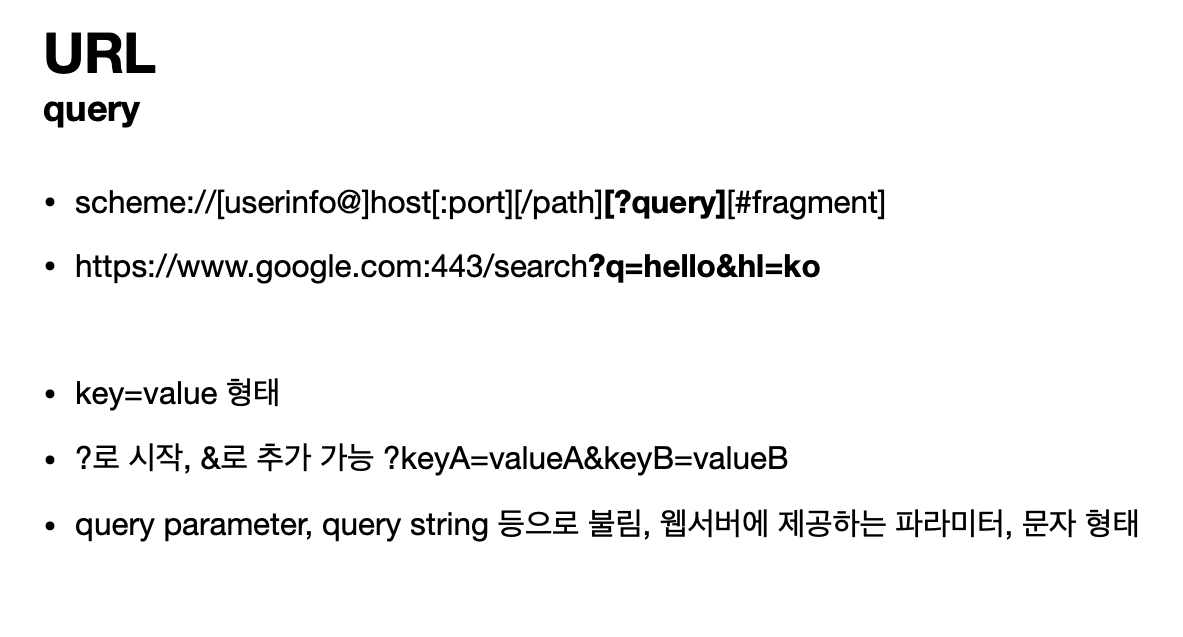 URL
query
• scheme://[userinfo@]host[:port][/path][?query][#fragment]
• https://www.google.com:443/search?q=hello&hl=ko
• key=value 형태
• ?로 시작, &로 추가 가능 ?keyA=valueA&keyB=valueB
• query parameter, query string 등으로 불림, 웹서버에 제공하는 파라미터, 문자 형태